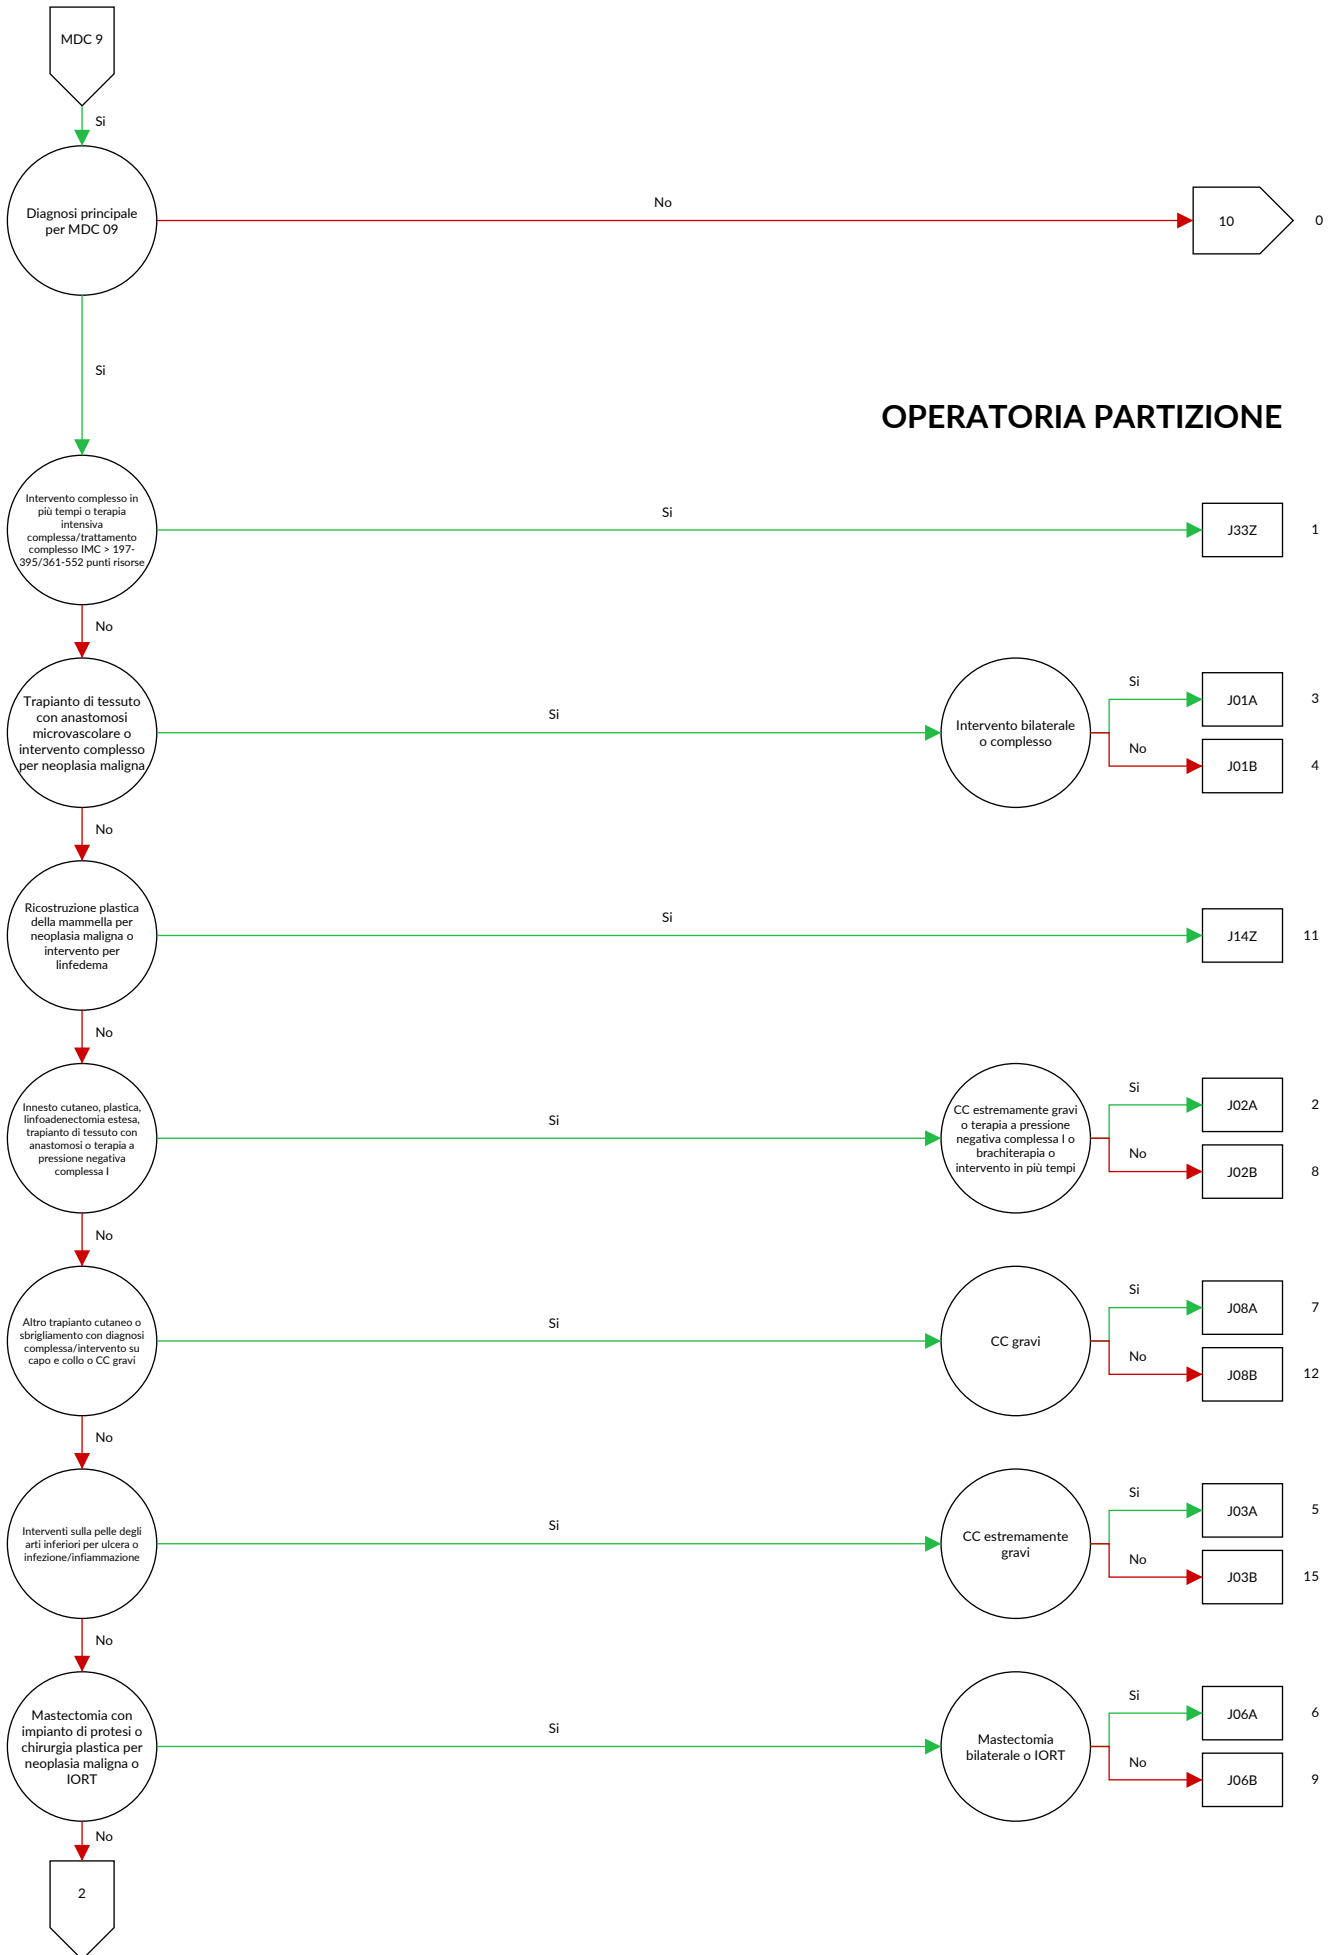 MDC 9
Si
Diagnosi principale
per MDC 09
No
10
0
Si
OPERATORIA PARTIZIONE
Intervento complesso in
più tempi o terapia
intensiva
complessa/trattamento
complesso IMC > 197-
395/361-552 punti risorse
Si
J33Z
1
No
Trapianto di tessuto
con anastomosi
microvascolare o
intervento complesso
per neoplasia maligna
Si
Intervento bilaterale
o complesso
Si
J01A
3
No
J01B
4
No
Ricostruzione plastica
della mammella per
neoplasia maligna o
intervento per
linfedema
Si
J14Z
11
No
Innesto cutaneo, plastica,
linfoadenectomia estesa,
trapianto di tessuto con
anastomosi o terapia a
pressione negativa
complessa I
Si
CC estremamente gravi
o terapia a pressione
negativa complessa I o
brachiterapia o
intervento in più tempi
Si
J02A
2
No
J02B
8
No
Altro trapianto cutaneo o
sbrigliamento con diagnosi
complessa/intervento su
capo e collo o CC gravi
Si
CC gravi
Si
J08A
7
No
J08B
12
No
Interventi sulla pelle degli
arti inferiori per ulcera o
infezione/infiammazione
Si
CC estremamente
gravi
Si
J03A
5
No
J03B
15
No
Mastectomia con
impianto di protesi o
chirurgia plastica per
neoplasia maligna o
IORT
Si
Mastectomia
bilaterale o IORT
Si
J06A
6
No
J06B
9
No
2